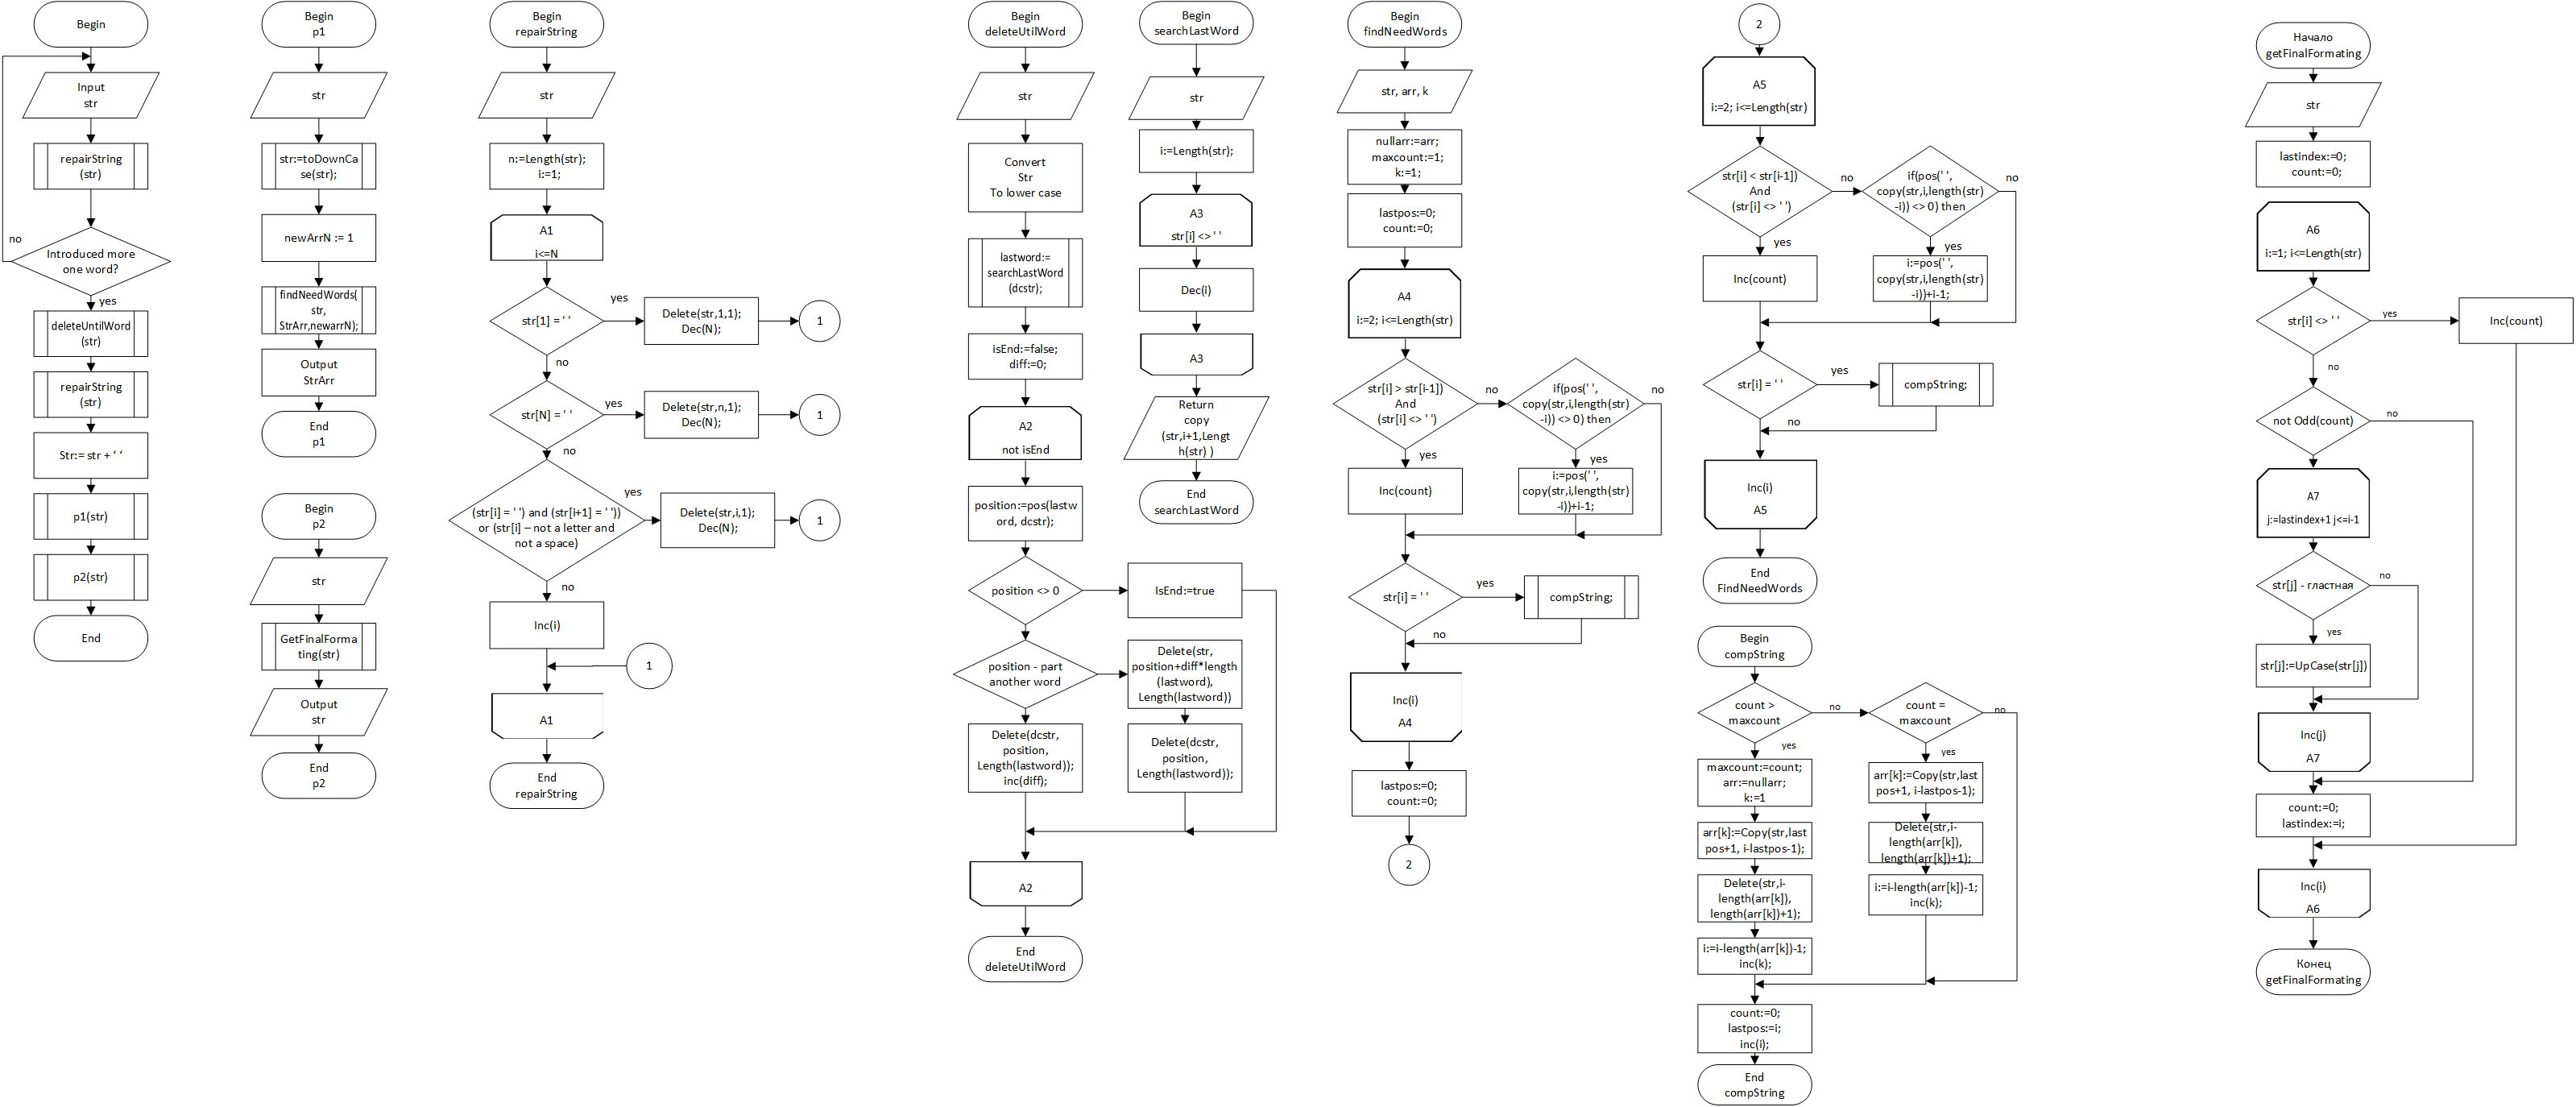 Begin
Input
str
repairString
(str)
no
Introduced more
one word?
yes
deleteUntilWord
(str)
repairString
(str)
Str:= str + ‘ ‘
p1(str)
p2(str)
End
Begin
p1
str
str:=toDownCa
se(str);
newArrN := 1
findNeedWords(
str,
StrArr,newarrN);
Output
StrArr
End
p1
Begin
p2
str
GetFinalForma
ting(str)
Output
str
End
p2
Begin
repairString
str
n:=Length(str);
i:=1;
A1
i<=N
str[1] = ' '
yes
Delete(str,1,1);
Dec(N);
1
no
str[N] = ' '
yes
Delete(str,n,1);
Dec(N);
1
no
(str[i] = ' ') and (str[i+1] = ' '))
or (str[i] – not a letter and
not a space)
yes
Delete(str,i,1);
Dec(N);
1
no
Inc(i)
1
A1
End
repairString
Begin
deleteUtilWord
str
Convert
Str
To lower case
lastword:=
searchLastWord
(dcstr);
isEnd:=false;
diff:=0;
A2
not isEnd
position:=pos(lastw
ord, dcstr);
position <> 0
IsEnd:=true
position - part
another word
Delete(str,
position+diff*length
(lastword),
Length(lastword))
Delete(dcstr,
position,
Length(lastword));
inc(diff);
Delete(dcstr,
position,
Length(lastword));
A2
End
deleteUtilWord
Begin
searchLastWord
str
i:=Length(str);
A3
str[i] <> ' '
Dec(i)
A3
Return
copy
(str,i+1,Lengt
h(str) )
End
searchLastWord
Begin
findNeedWords
str, arr, k
nullarr:=arr;
maxcount:=1;
k:=1;
lastpos:=0;
count:=0;
A4
i:=2; i<=Length(str)
str[i] > str[i-1])
And
(str[i] <> ' ')
no
if(pos(' ',
copy(str,i,length(str)
-i)) <> 0) then
no
yes
Inc(count)
yes
i:=pos(' ',
copy(str,i,length(str)
-i))+i-1;
str[i] = ' '
yes
compString;
no
Inc(i)
A4
lastpos:=0;
count:=0;
2
2
A5
i:=2; i<=Length(str)
str[i] < str[i-1])
And
(str[i] <> ' ')
no
if(pos(' ',
copy(str,i,length(str)
-i)) <> 0) then
no
yes
Inc(count)
yes
i:=pos(' ',
copy(str,i,length(str)
-i))+i-1;
str[i] = ' '
yes
compString;
no
Inc(i)
A5
End
FindNeedWords
Begin
compString
count >
maxcount
no
count =
maxcount
no
yes
maxcount:=count;
arr:=nullarr;
k:=1
arr[k]:=Copy(str,last
pos+1, i-lastpos-1);
Delete(str,i-
length(arr[k]),
length(arr[k])+1);
i:=i-length(arr[k])-1;
inc(k);
yes
arr[k]:=Copy(str,last
pos+1, i-lastpos-1);
Delete(str,i-
length(arr[k]),
length(arr[k])+1);
i:=i-length(arr[k])-1;
inc(k);
count:=0;
lastpos:=i;
inc(i);
End
compString
Начало
getFinalFormating
str
lastindex:=0;
count:=0;
A6
i:=1; i<=Length(str)
str[i] <> ' '
yes
Inc(count)
no
not Odd(count)
no
A7
j:=lastindex+1 j<=i-1
str[j] - гластная
no
yes
str[j]:=UpCase(str[j])
Inc(j)
A7
count:=0;
lastindex:=i;
Inc(i)
A6
Конец
getFinalFormating